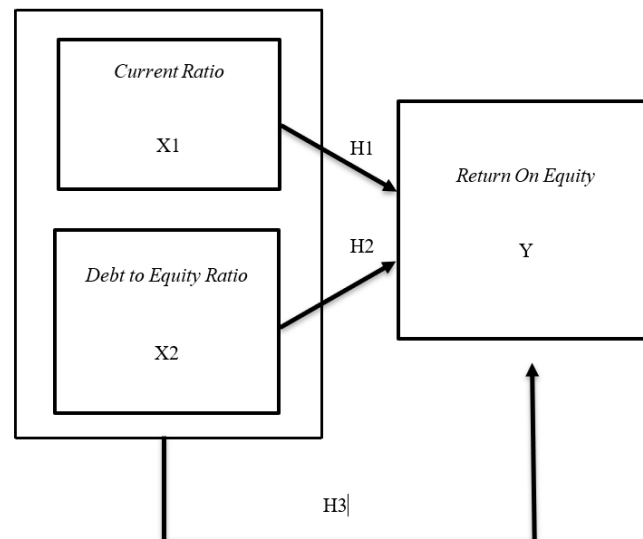 Current Ratio
X1
H1
Return On Equity
Y
H2
Debt to Equity Ratio
X2
H3